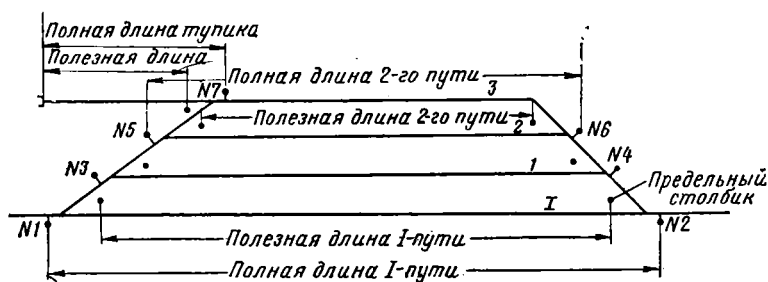 Полная длина тупика
Полезная длина
Полная длина 2-го пути
N7
3
N5
Полезная длина 2-го пути
2
N6
N3
1
N4
Предельный
столбик
I
N1
Полезная длина I-пути
N2
Полная длина I-пути